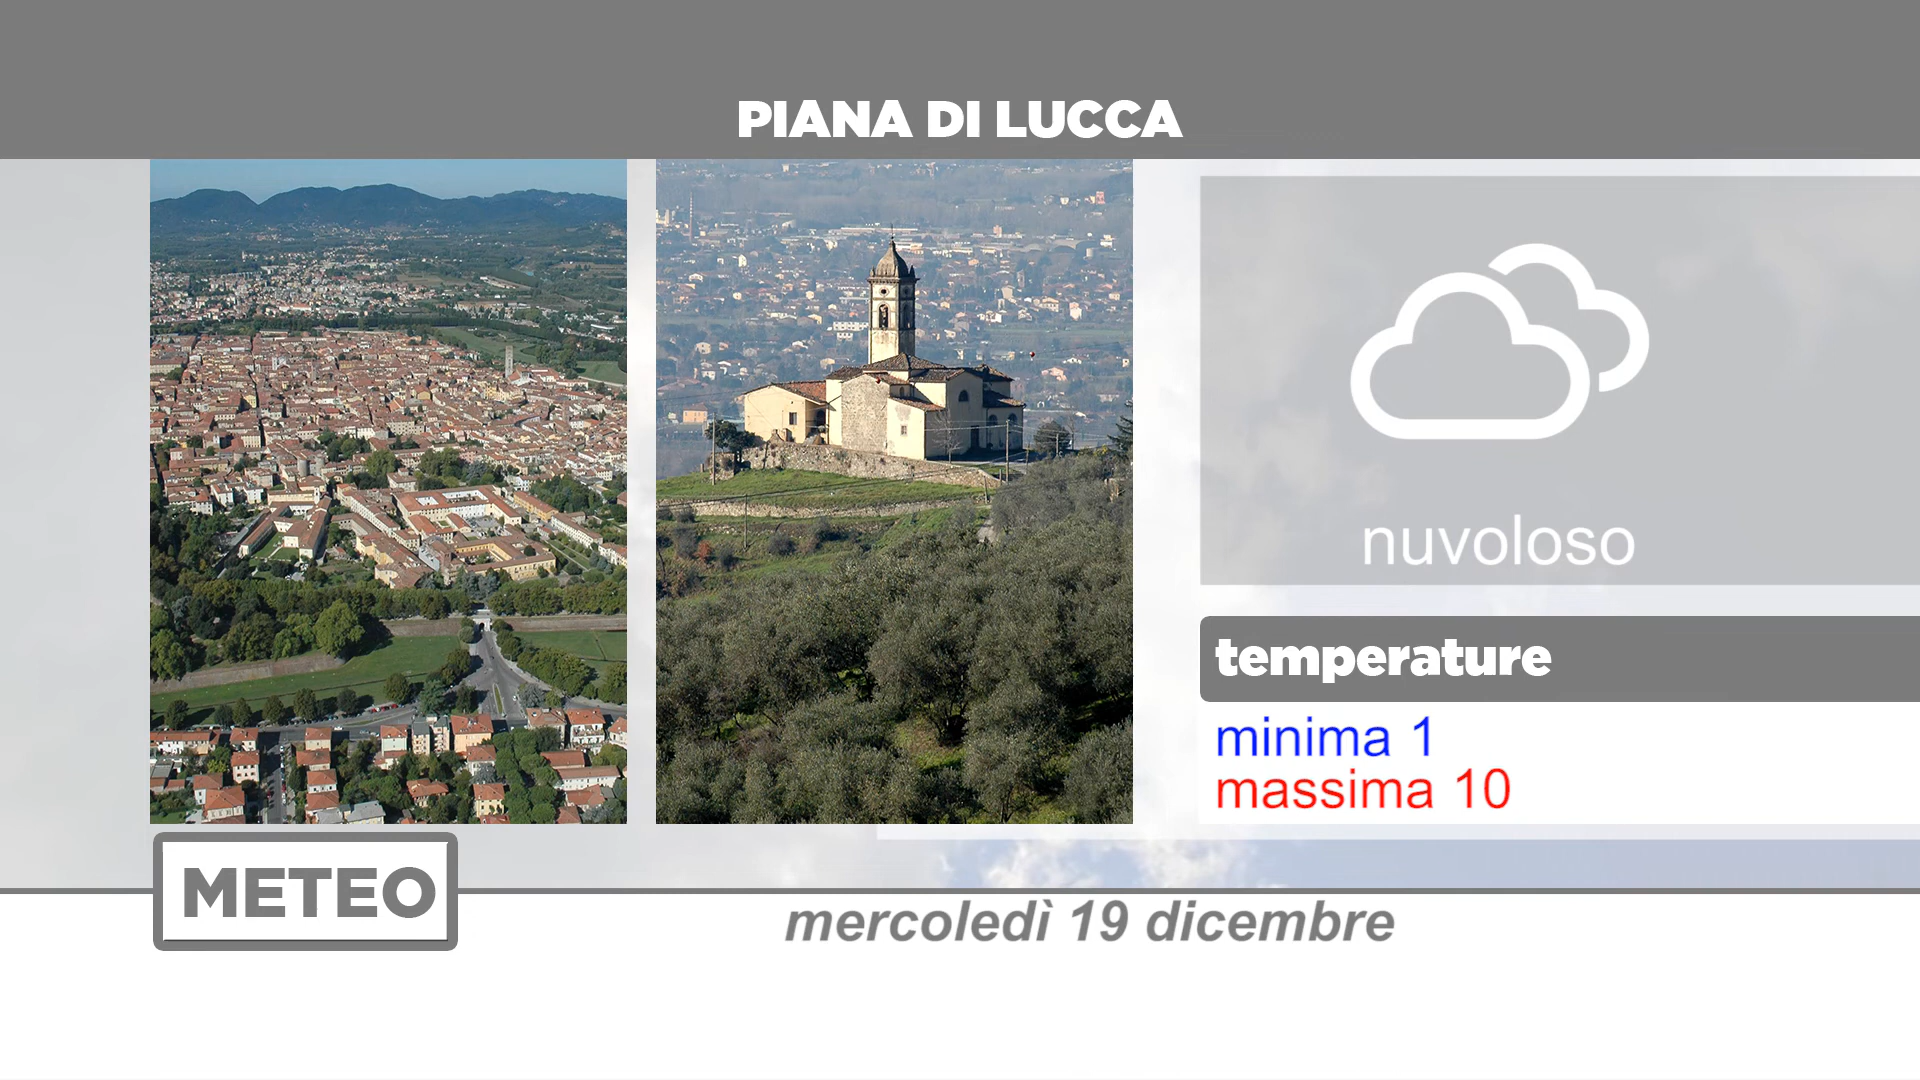 PIANA DI LUCCA
nuvoloso
temperature
minima 1
massima 10
METEO
mercoledì 19 dicembre